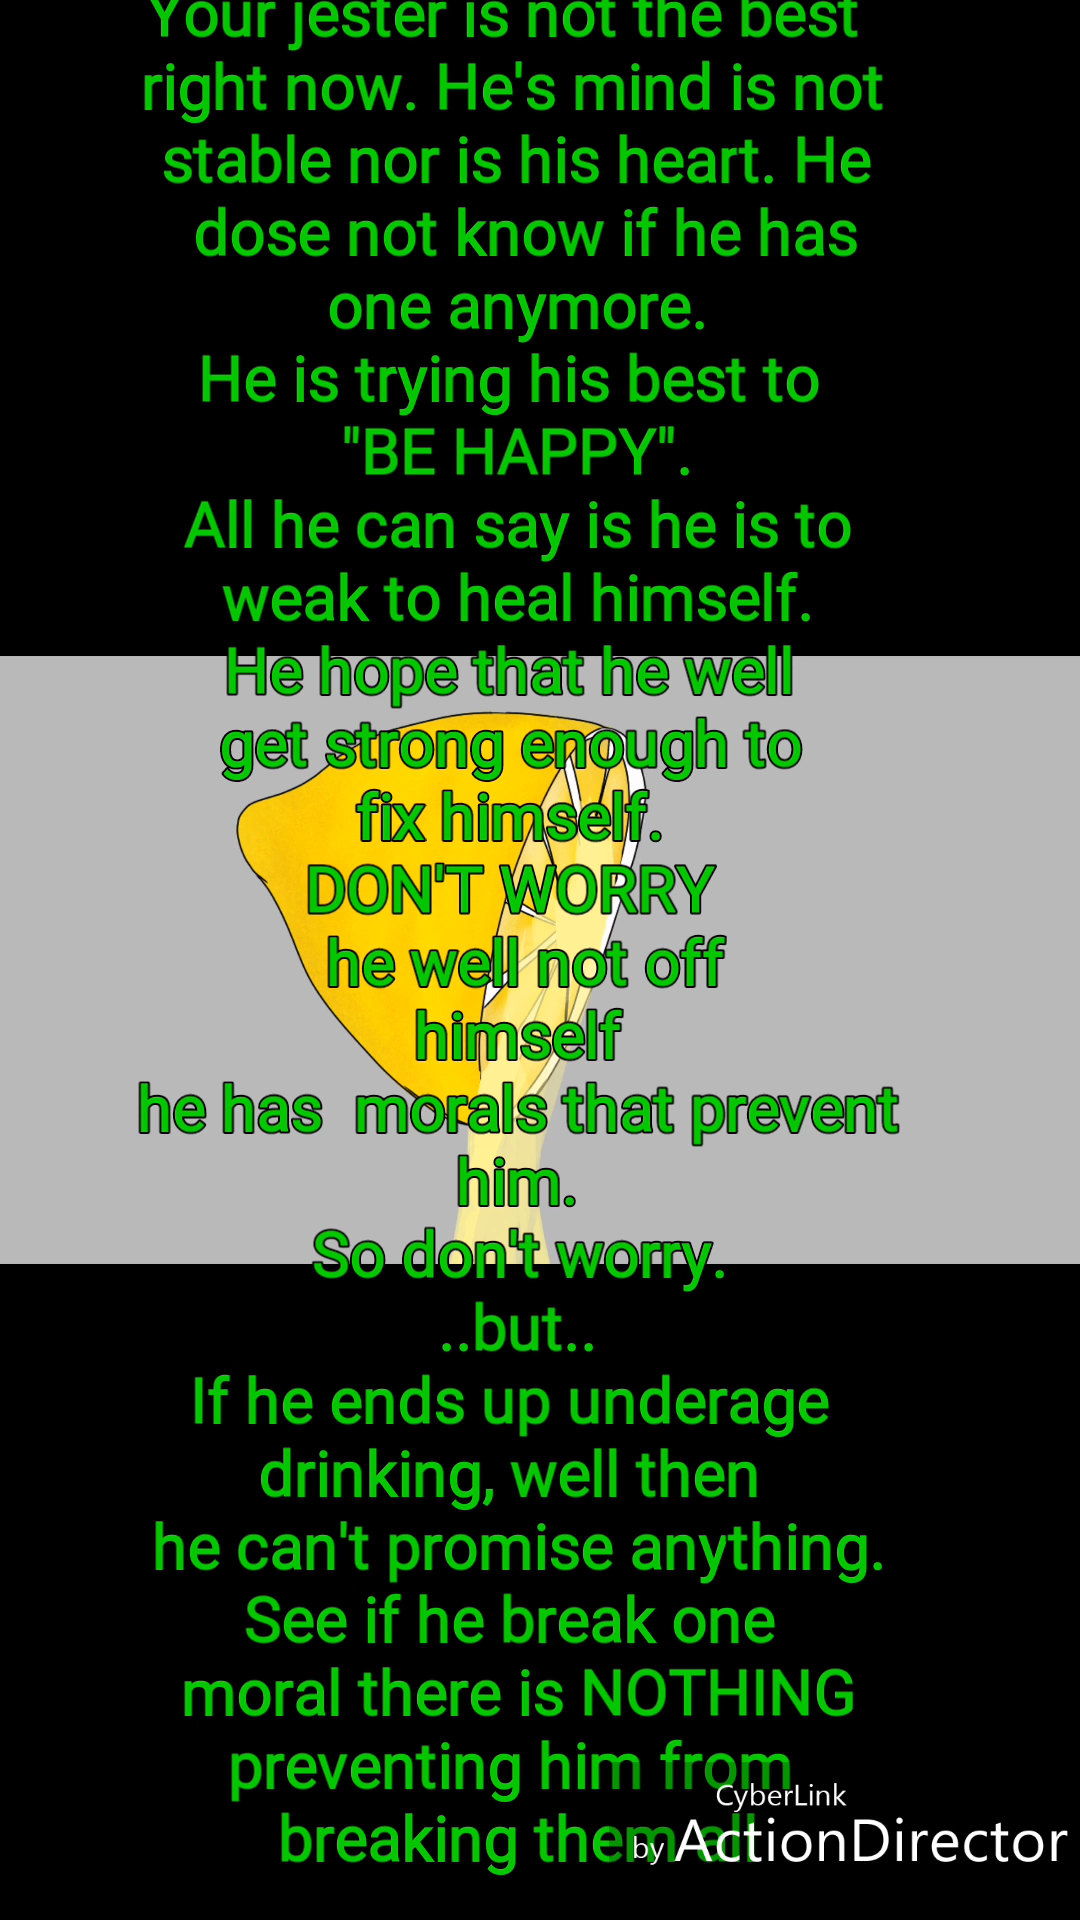 Your jester is not the best
right now. He's mind is not
stable nor is his heart. He
dose not know if he has
one anymore.
He is trying his best to
"BE HAPPY".
All he can say is he is to
weak to heal himself.
He hope that he well
get strong enough to
fix himself.
DON'T WORRY
he well not off
himself
he has  morals that prevent
him.
So don't worry.
..but..
If he ends up underage
drinking, well then
he can't promise anything.
See if he break one
moral there is NOTHING
preventing him from
breaking them all
CyberLink
by ActionDirector